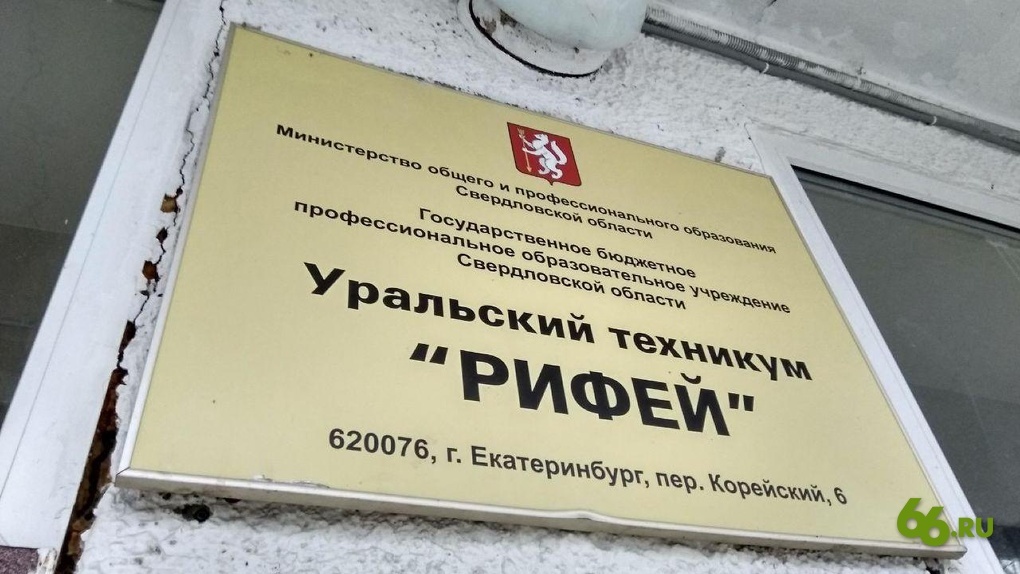 Министерство общего и профессионального образования
Свердловской области
Государственное бюджетное
профессиональное образовательное учреждение
Свердловской области
Уральский техникум
"РИФЕЙ"
620076, г. Екатеринбург, пер. Корейский, 6
66.RU